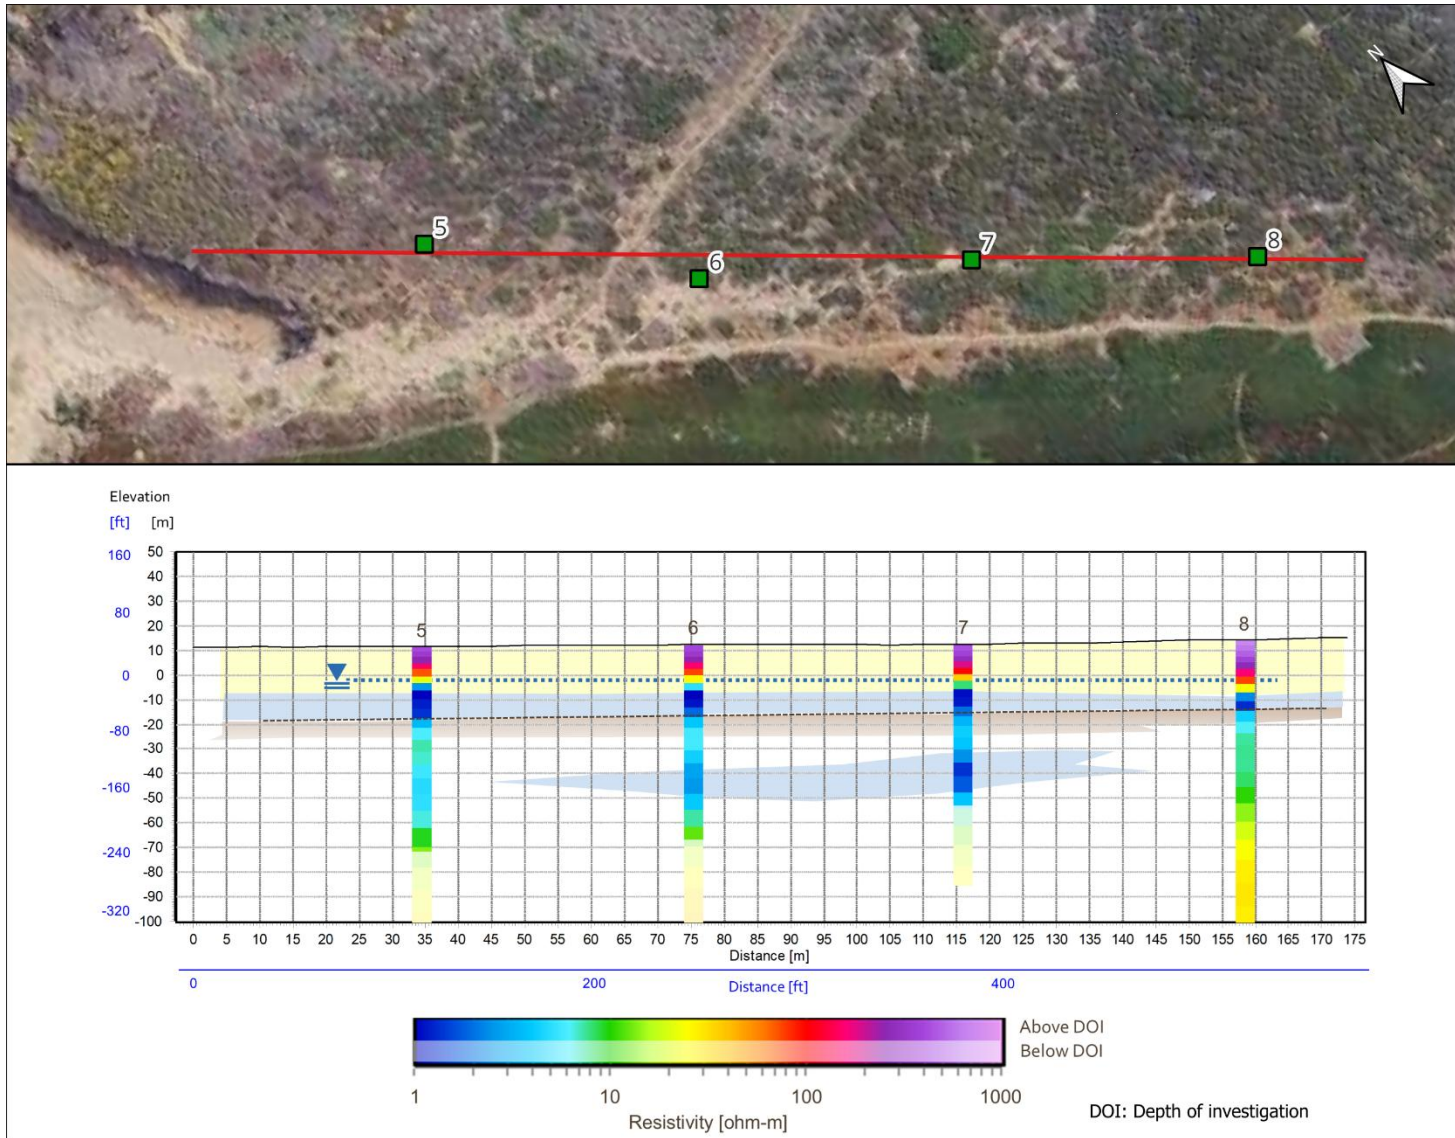 N
5
6
7
8
Elevation
[ft] [m]
160 50
40
30
80 20
5 6 7 8
10
0 0
-10
-80 -20
-30
-40
-160 -50
-60
-240 -70
-80
-90
-320 -100
0 5 10 15 20 25 30 35 40 45 50 55 60 65 70 75 80 85 90 95 100 105 110 115 120 125 130 135 140 145 150 155 160 165 170 175
Distance [m]
0 200 Distance [ft] 400
Above DOI
Below DOI
1 10 100 1000
Resistivity [ohm-m]
DOI: Depth of investigation